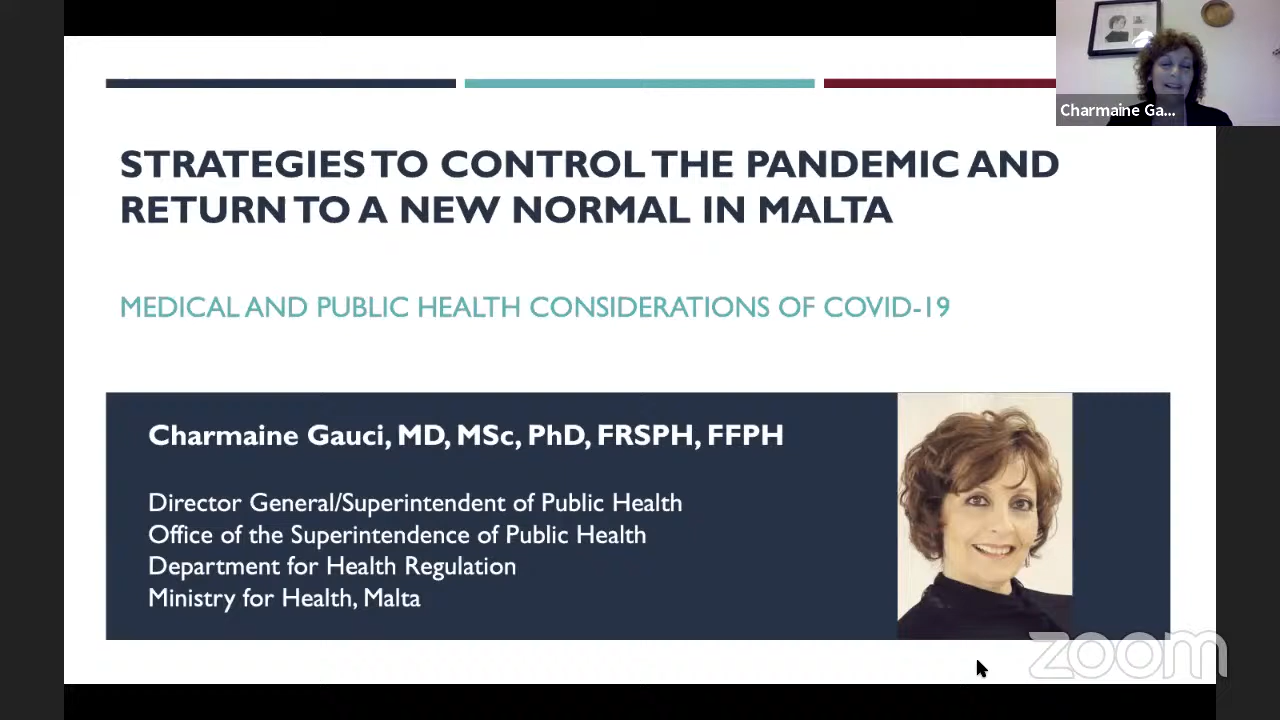 Charmaine Ga...
STRATEGIES TO CONTROL THE PANDEMIC AND
RETURN TO A NEW NORMAL IN MALTA
MEDICAL AND PUBLIC HEALTH CONSIDERATIONS OF COVID-19
Charmaine Gauci, MD, MSc, PhD, FRSPH, FFPH
Director General/Superintendent of Public Health
Office of the Superintendence of Public Health
Department for Health Regulation
Ministry for Health, Malta
zoom